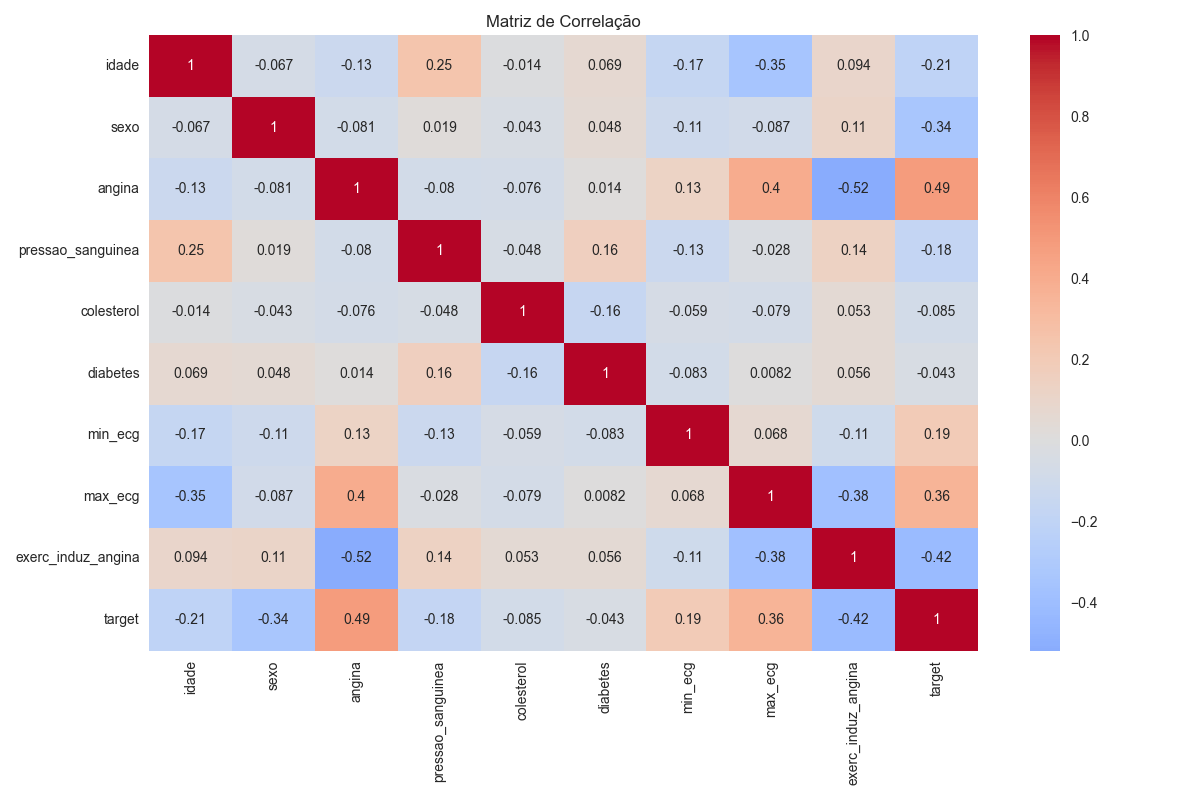 Matriz de Correlação
idade 1 -0.067 -0.13 0.25 -0.014 0.069 -0.17 -0.35 0.094 -0.21
sexo -0.067 1 -0.081 0.019 -0.043 0.048 -0.11 -0.087 0.11 -0.34
angina -0.13 -0.081 1 -0.08 -0.076 0.014 0.13 0.4 -0.52 0.49
pressao_sanguinea 0.25 0.019 -0.08 1 -0.048 0.16 -0.13 -0.028 0.14 -0.18
colesterol -0.014 -0.043 -0.076 -0.048 1 -0.16 -0.059 -0.079 0.053 -0.085
diabetes 0.069 0.048 0.014 0.16 -0.16 1 -0.083 0.0082 0.056 -0.043
min_ecg -0.17 -0.11 0.13 -0.13 -0.059 -0.083 1 0.068 -0.11 0.19
max_ecg -0.35 -0.087 0.4 -0.028 -0.079 0.0082 0.068 1 -0.38 0.36
exerc_induz_angina 0.094 0.11 -0.52 0.14 0.053 0.056 -0.11 -0.38 1 -0.42
target -0.21 -0.34 0.49 -0.18 -0.085 -0.043 0.19 0.36 -0.42 1
idade sexo angina pressao_sanguinea colesterol diabetes min_ecg max_ecg exerc_induz_angina target
1.0
0.8
0.6
0.4
0.2
0.0
−0.2
−0.4